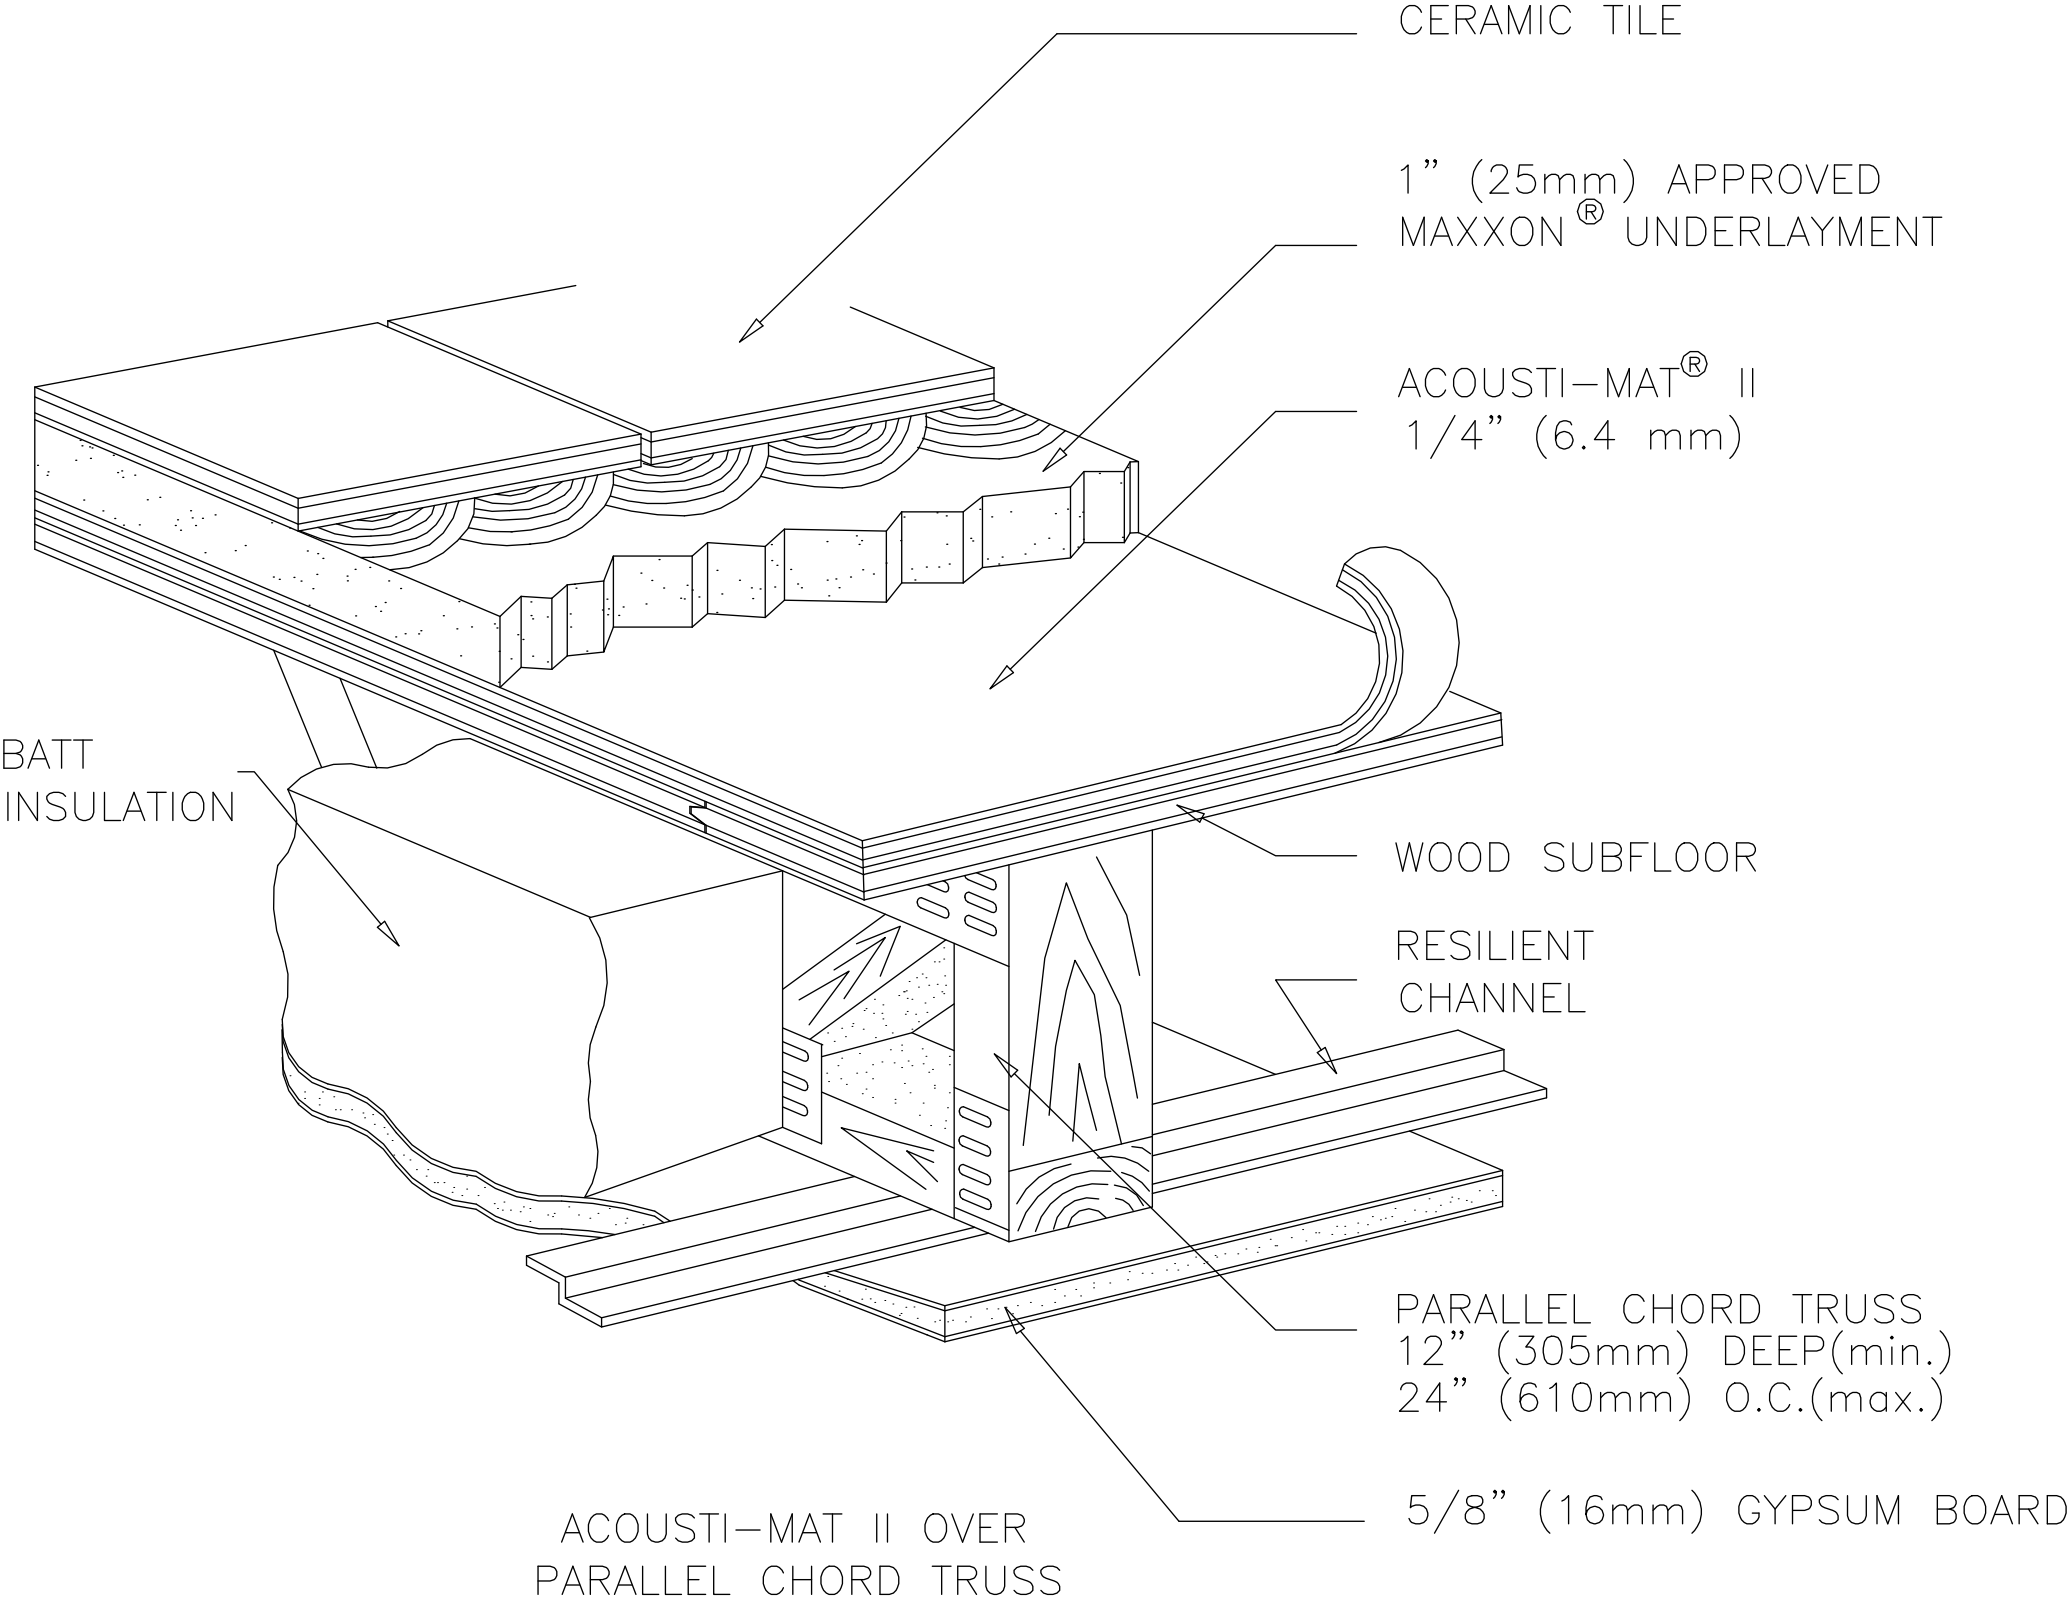 CERAMIC TILE
1” (25mm) APPROVED
MAXXON® UNDERLAYMENT
ACOUSTI-MAT® II
1/4” (6.4 mm)
BATT
INSULATION
WOOD SUBFLOOR
RESILIENT
CHANNEL
PARALLEL CHORD TRUSS
12” (305mm) DEEP(min.)
24” (610mm) O.C.(max.)
5/8” (16mm) GYPSUM BOARD
ACOUSTI-MAT II OVER
PARALLEL CHORD TRUSS